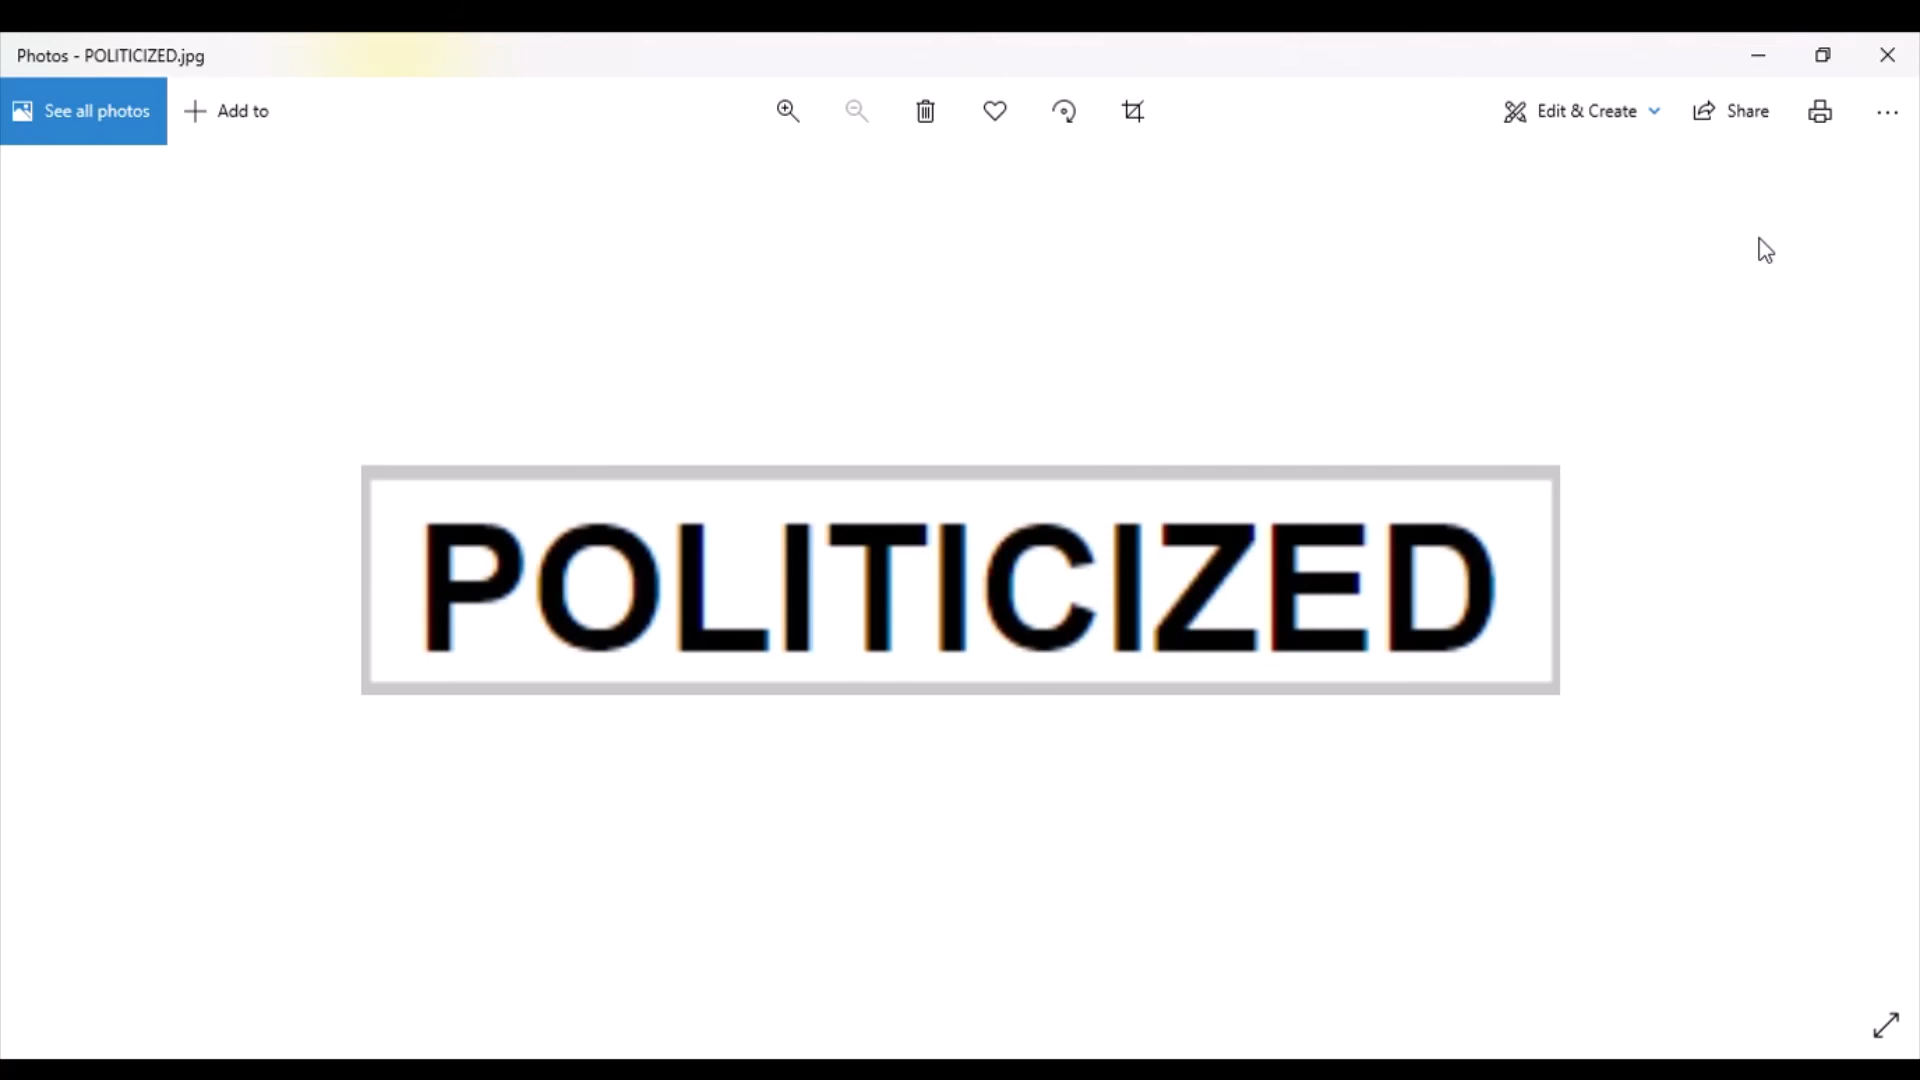 Photos - POLITICIZED.jpg
See all photos
Add to
Edit & Create
Share
POLITICIZED